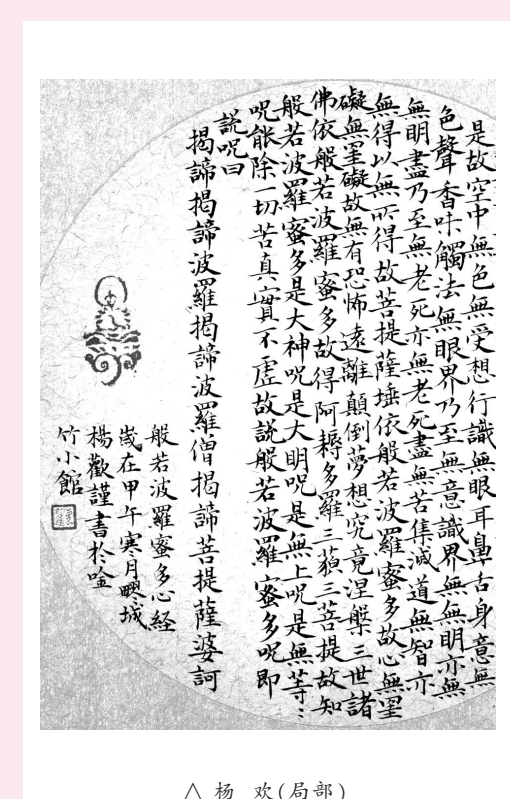 是故空中無色無受想行識無眼耳鼻舌身意無
色聲香味觸法無眼界乃至無意識界無無明亦無
無明盡乃至無老死亦無老死盡無苦集滅道無智亦
無得以無所得故菩提薩埵依般若波羅蜜多故心無罣
礙無罣礙故無有恐怖遠離顛倒夢想究竟涅槃三世諸
佛依般若波羅蜜多故得阿耨多羅三藐三菩提故知
般若波羅蜜多是大神咒是大明咒是無上咒是無等〻
咒能除一切苦真實不虛故說般若波羅蜜多咒即
說咒曰
揭諦揭諦波羅揭諦波羅僧揭諦菩提薩婆訶
般若波羅蜜多心経
歲在甲午寒月城
楊歡謹書於唫
竹小館
△ 杨 欢(局部)